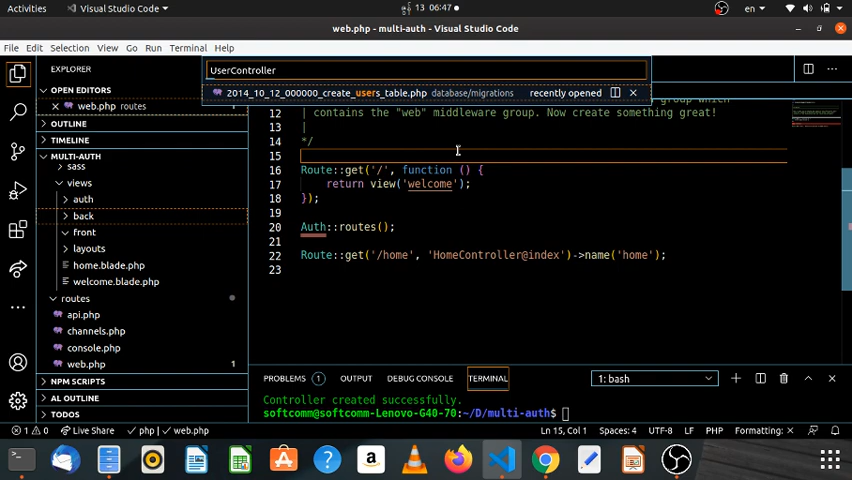 Activities
Visual Studio Code
13 06:47
en
web.php - multi-auth - Visual Studio Code
File Edit Selection View Go Run Terminal Help
EXPLORER
UserController
OPEN EDITORS
2014_10_12_000000_create_users_table.php database/migrations recently opened
web.php routes
12 | contains the "web" middleware group. Now create something great!
OUTLINE
13 |
TIMELINE
14 */
MULTI-AUTH
15
sass
16 Route::get('/', function () {
views
17 return view('welcome');
auth
18 });
back
19
front
20 Auth::routes();
layouts
21
home.blade.php
22 Route::get('/home', 'HomeController@index')->name('home');
welcome.blade.php
23
routes
api.php
channels.php
console.php
web.php 1
PROBLEMS 1 OUTPUT DEBUG CONSOLE TERMINAL 1: bash
NPM SCRIPTS
AL OUTLINE
TODOS
Controller created successfully.
softcomm@softcomm-Lenovo-G40-70:~/D/multi-auth$
1 0 Live Share php web.php Ln 15, Col 1 Spaces: 4 UTF-8 LF PHP Formatting: ×